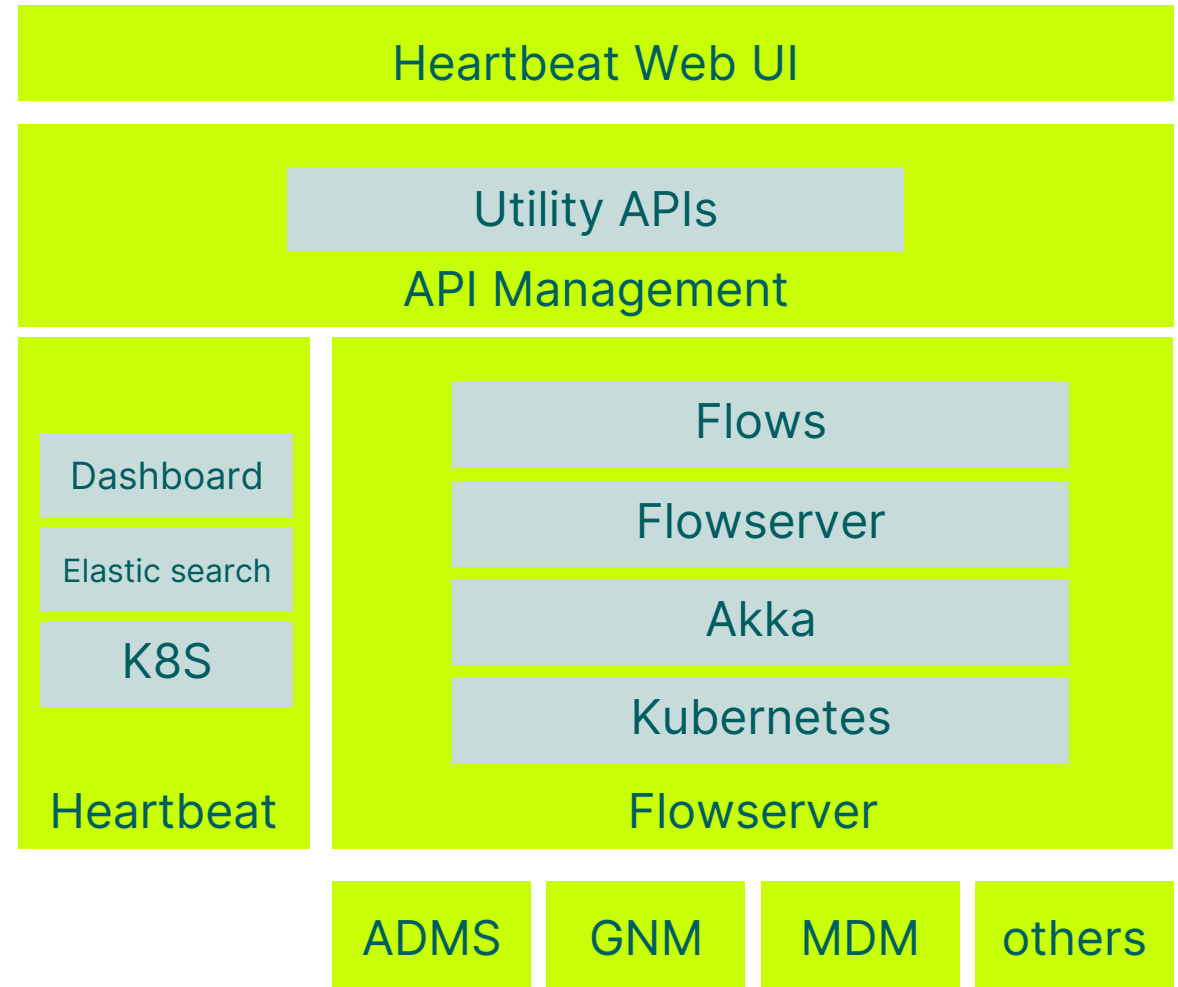 Heartbeat Web UI
Utility APIs
API Management
Dashboard
Elastic search
K8S
Heartbeat
Flows
Flowserver
Akka
Kubernetes
Flowserver
ADMS
GNM
MDM
others